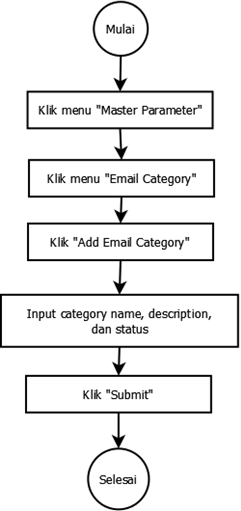 Mulai
Klik menu "Master Parameter"
Klik menu "Email Category"
Klik "Add Email Category"
Input category name, description,
dan status
Klik "Submit"
Selesai